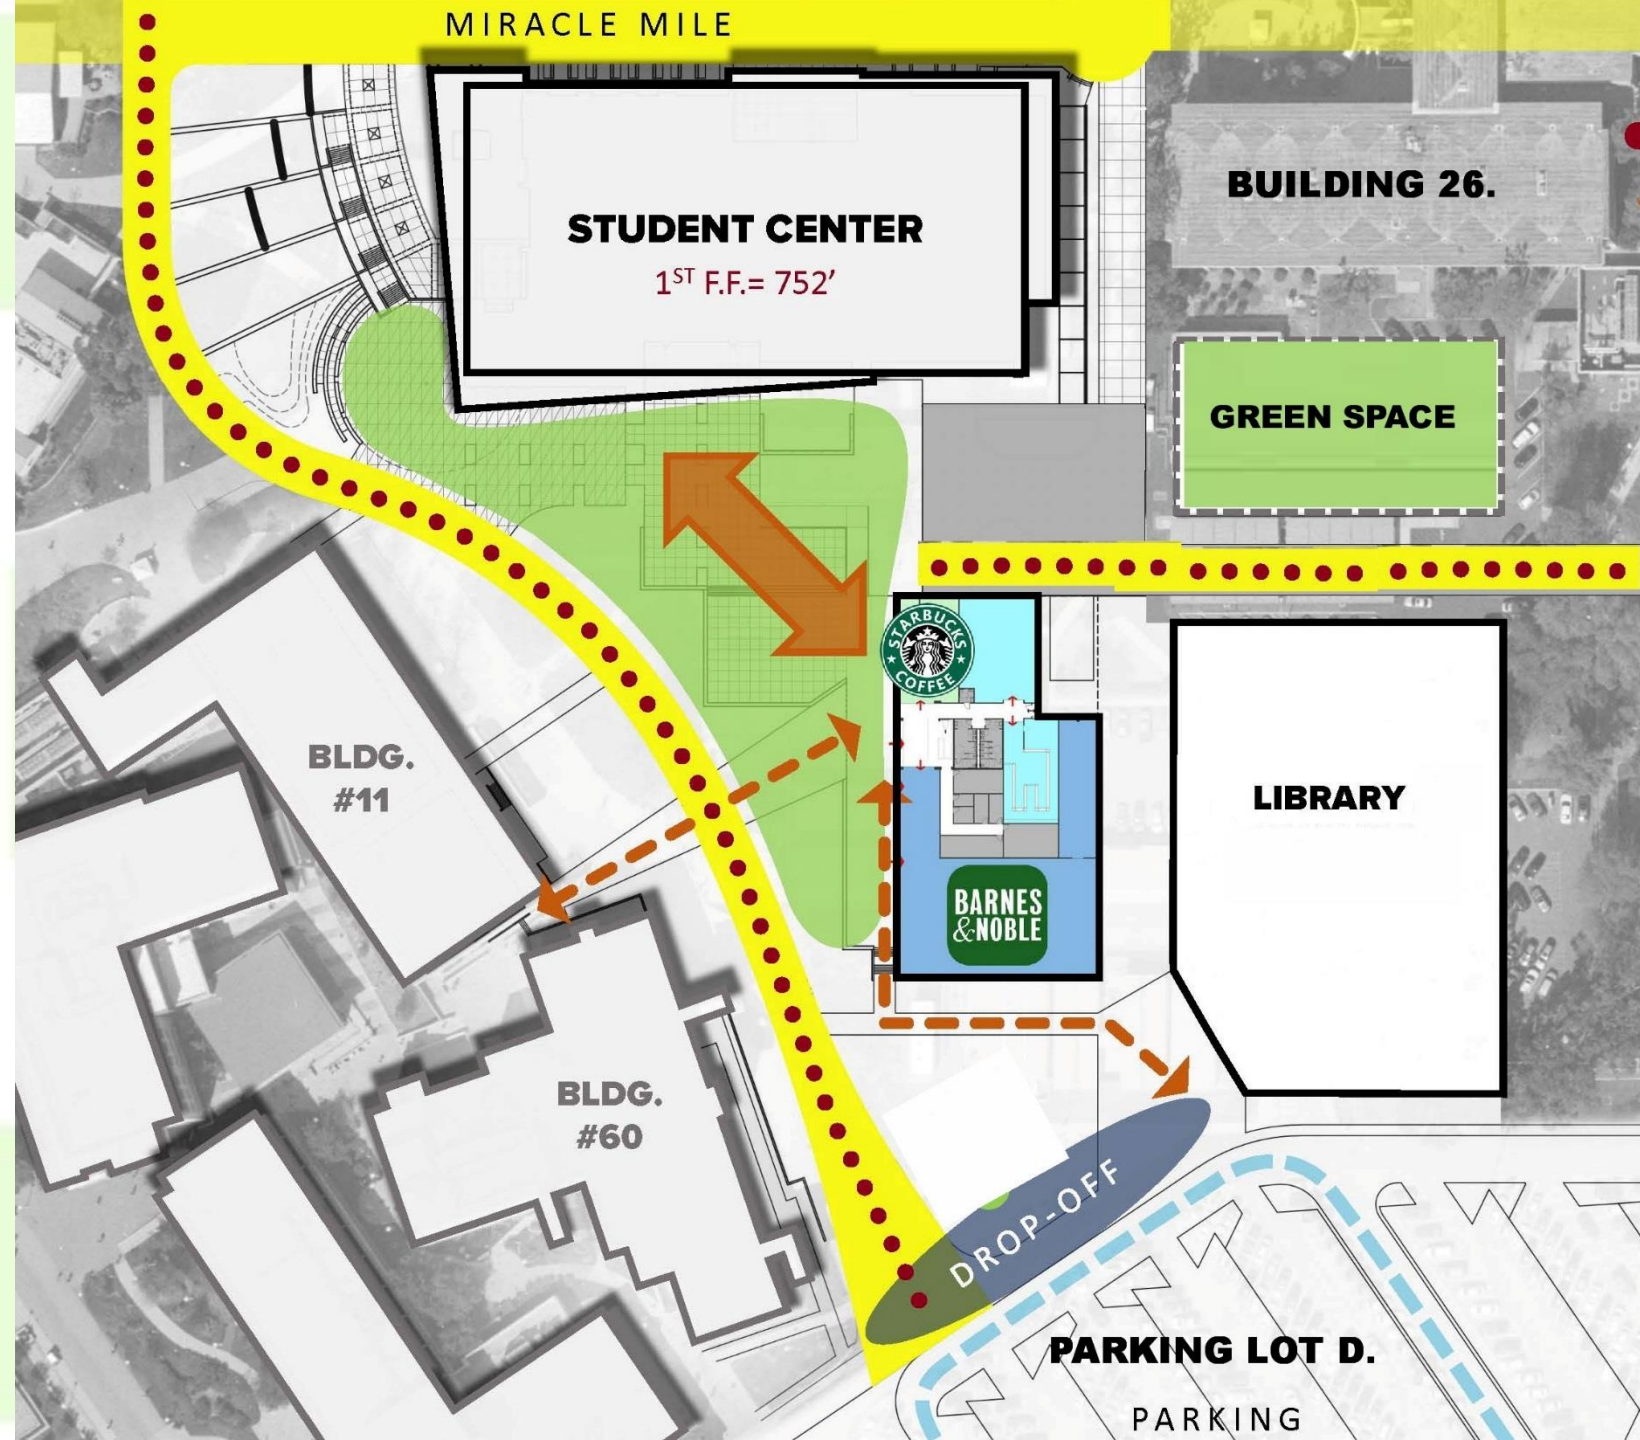 MIRACLE MILE
BUILDING 26.
STUDENT CENTER
1ST F.F.= 752’
GREEN SPACE
STARBUCKS
COFFEE
BLDG.
#11
LIBRARY
BARNES
&NOBLE
BLDG.
#60
DROP-OFF
PARKING LOT D.
PARKING